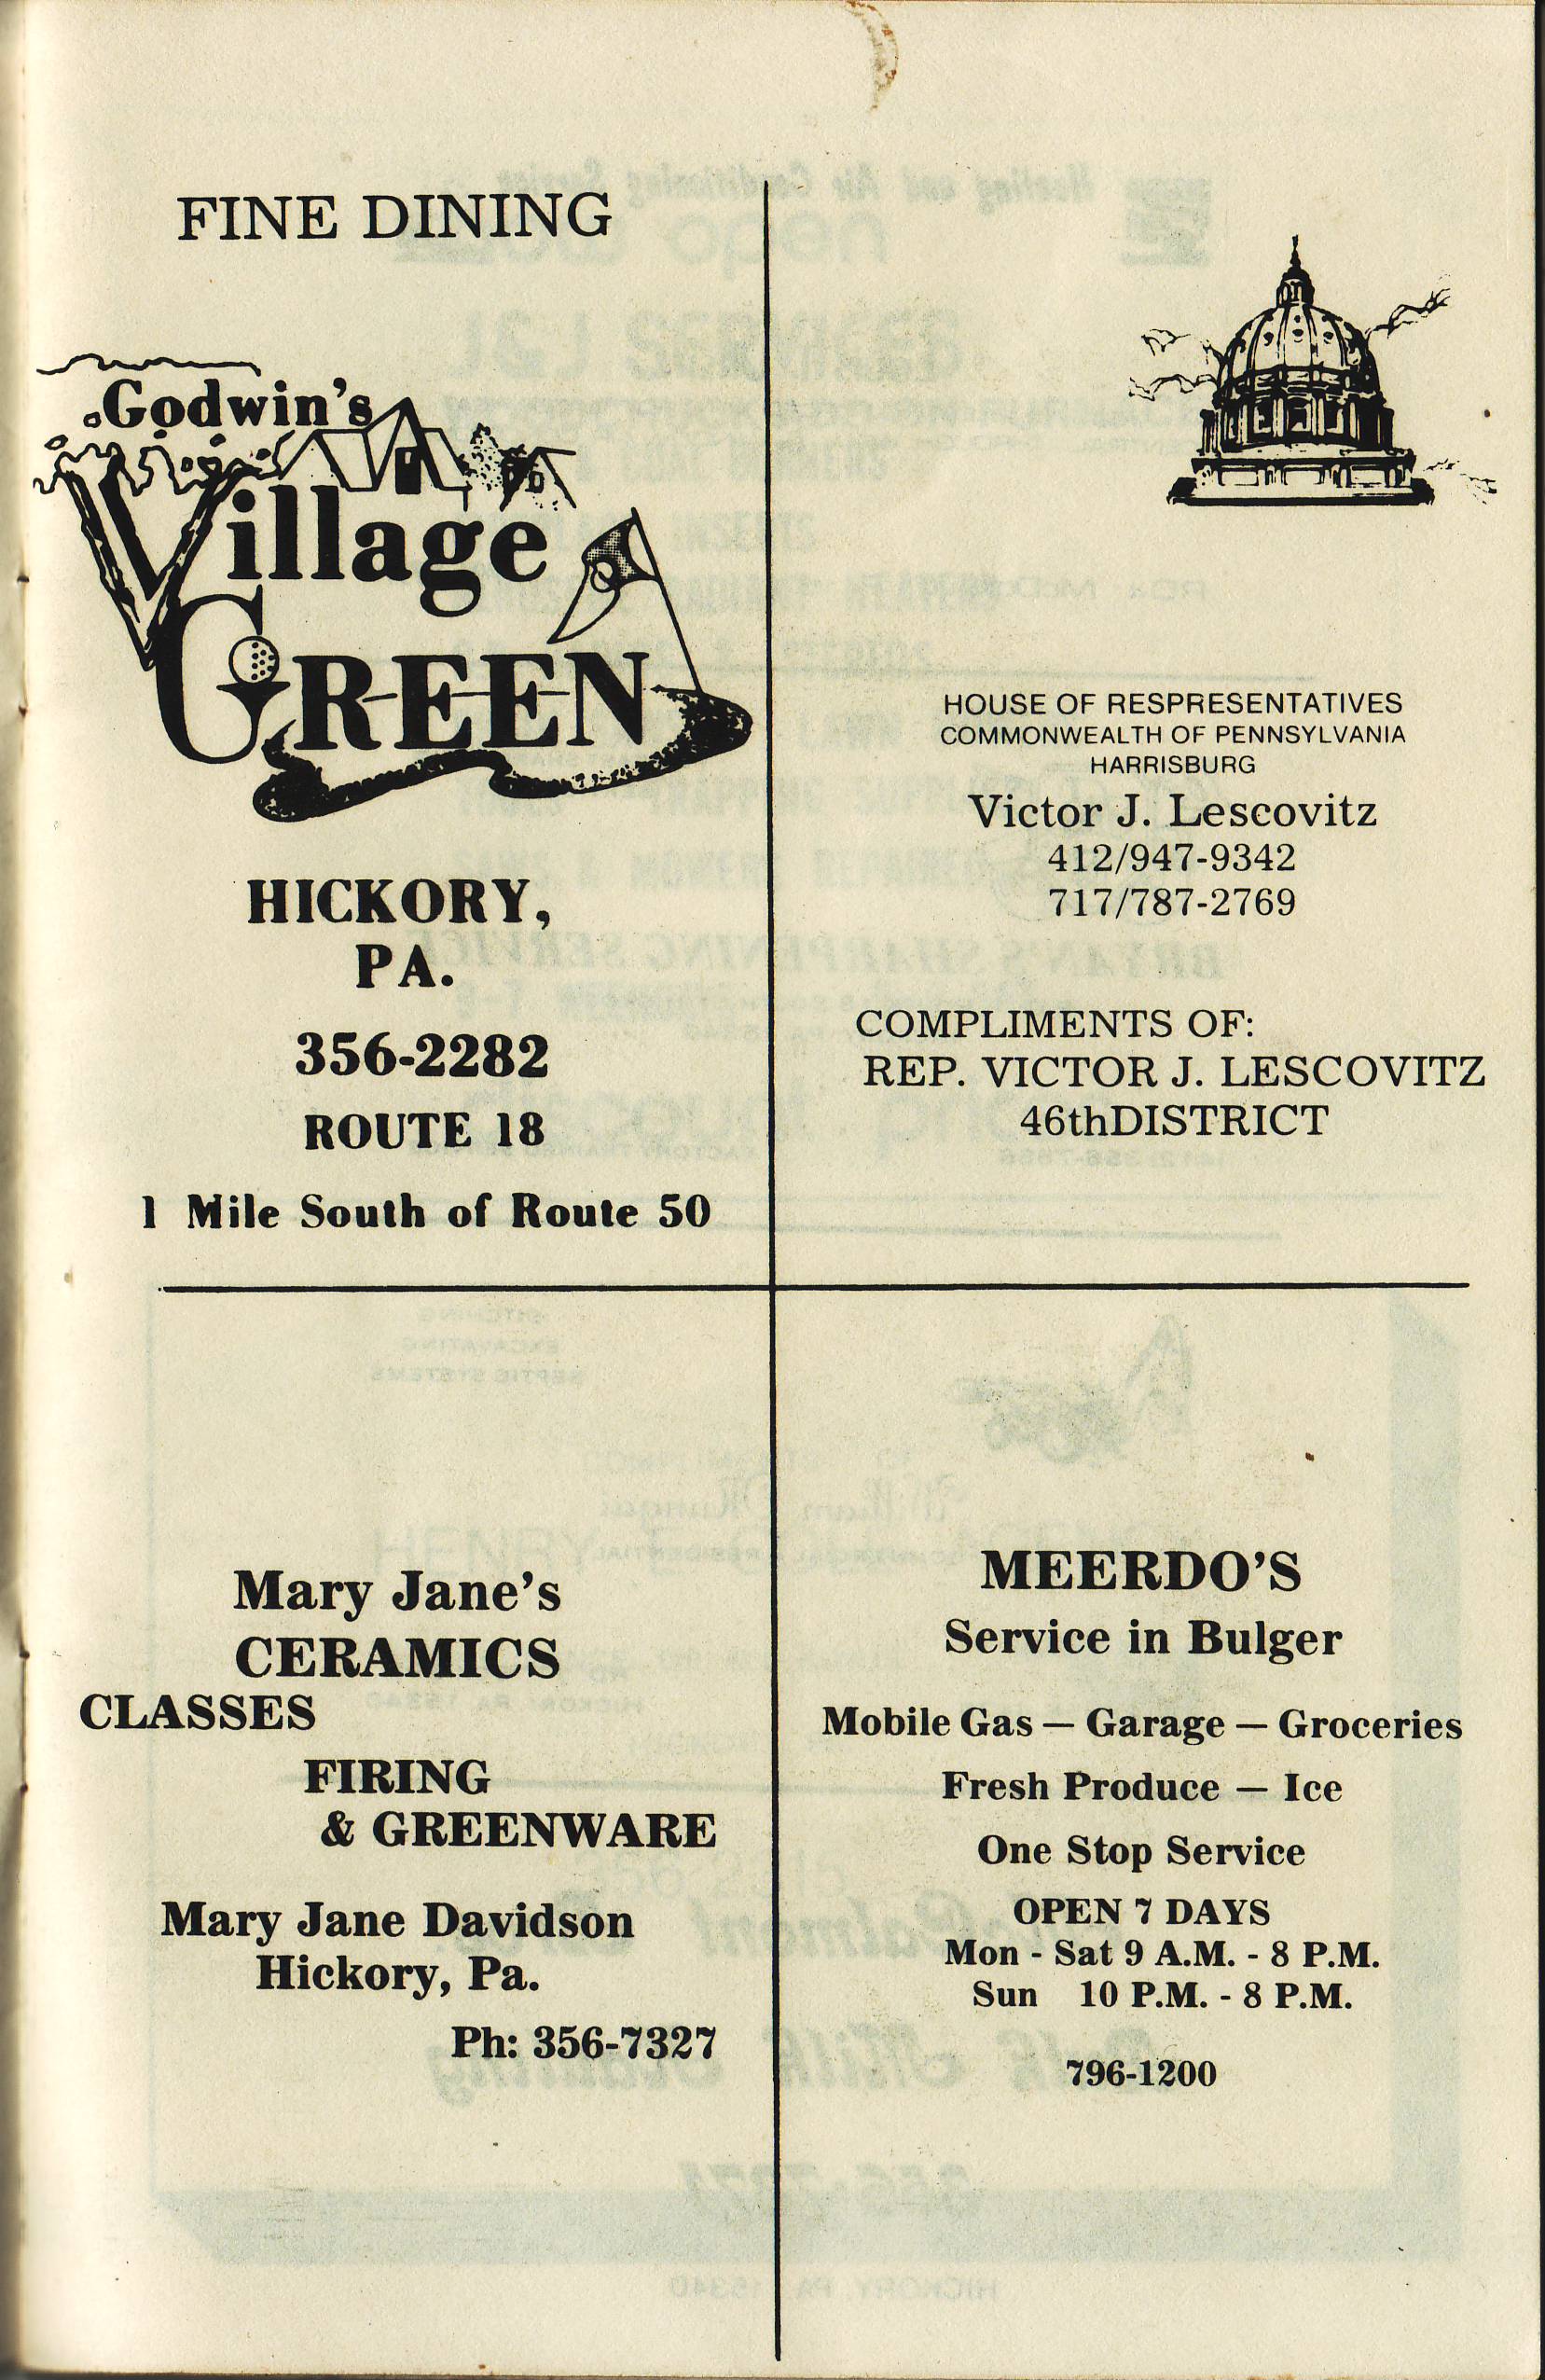 FINE DINING
Godwin's
Village
GREEN
HICKORY,
PA.
356-2282
ROUTE 18
1 Mile South of Route 50
HOUSE OF RESPRESENTATIVES
COMMONWEALTH OF PENNSYLVANIA
HARRISBURG
Victor J. Lescovitz
412/947-9342
717/787-2769
COMPLIMENTS OF:
REP. VICTOR J. LESCOVITZ
46thDISTRICT
Mary Jane's
CERAMICS
CLASSES
FIRING
& GREENWARE
Mary Jane Davidson
Hickory, Pa.
Ph: 356-7327
MEERDO'S
Service in Bulger
Mobile Gas — Garage — Groceries
Fresh Produce — Ice
One Stop Service
OPEN 7 DAYS
Mon - Sat 9 A.M. - 8 P.M.
Sun 10 P.M. - 8 P.M.
796-1200